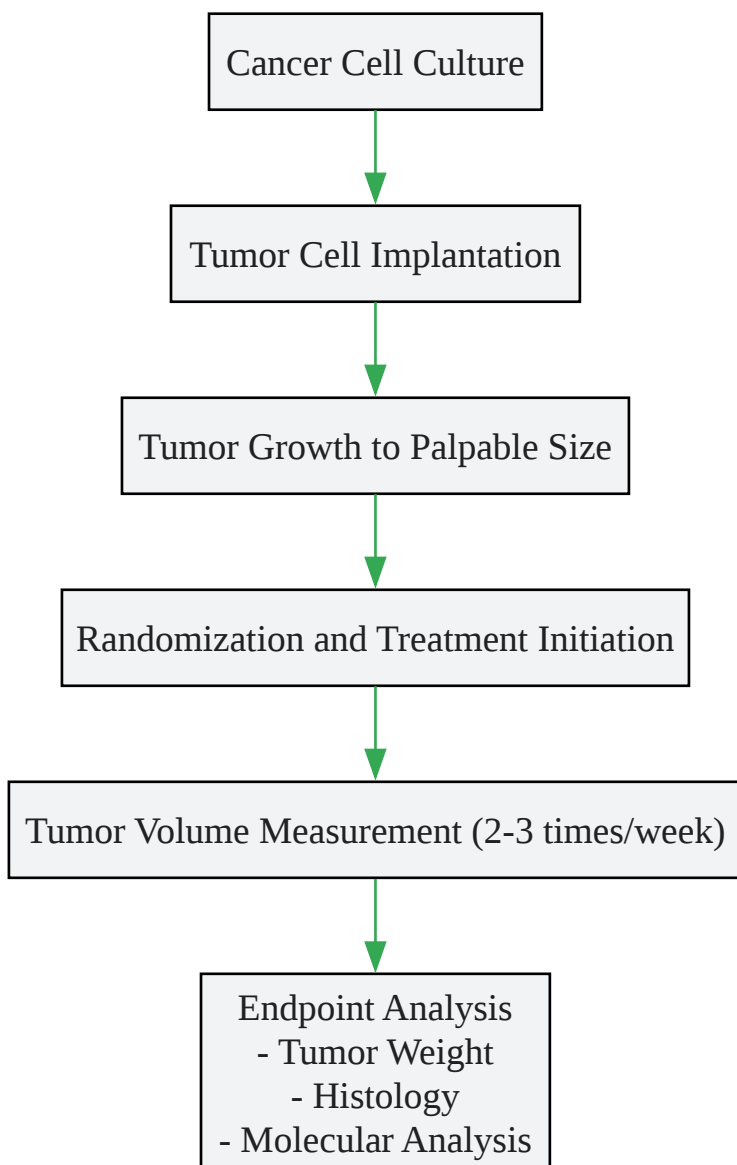 Cancer Cell Culture
Tumor Cell Implantation
Tumor Growth to Palpable Size
Randomization and Treatment Initiation
Tumor Volume Measurement (2-3 times/week)
Endpoint Analysis
- Tumor Weight
- Histology
- Molecular Analysis